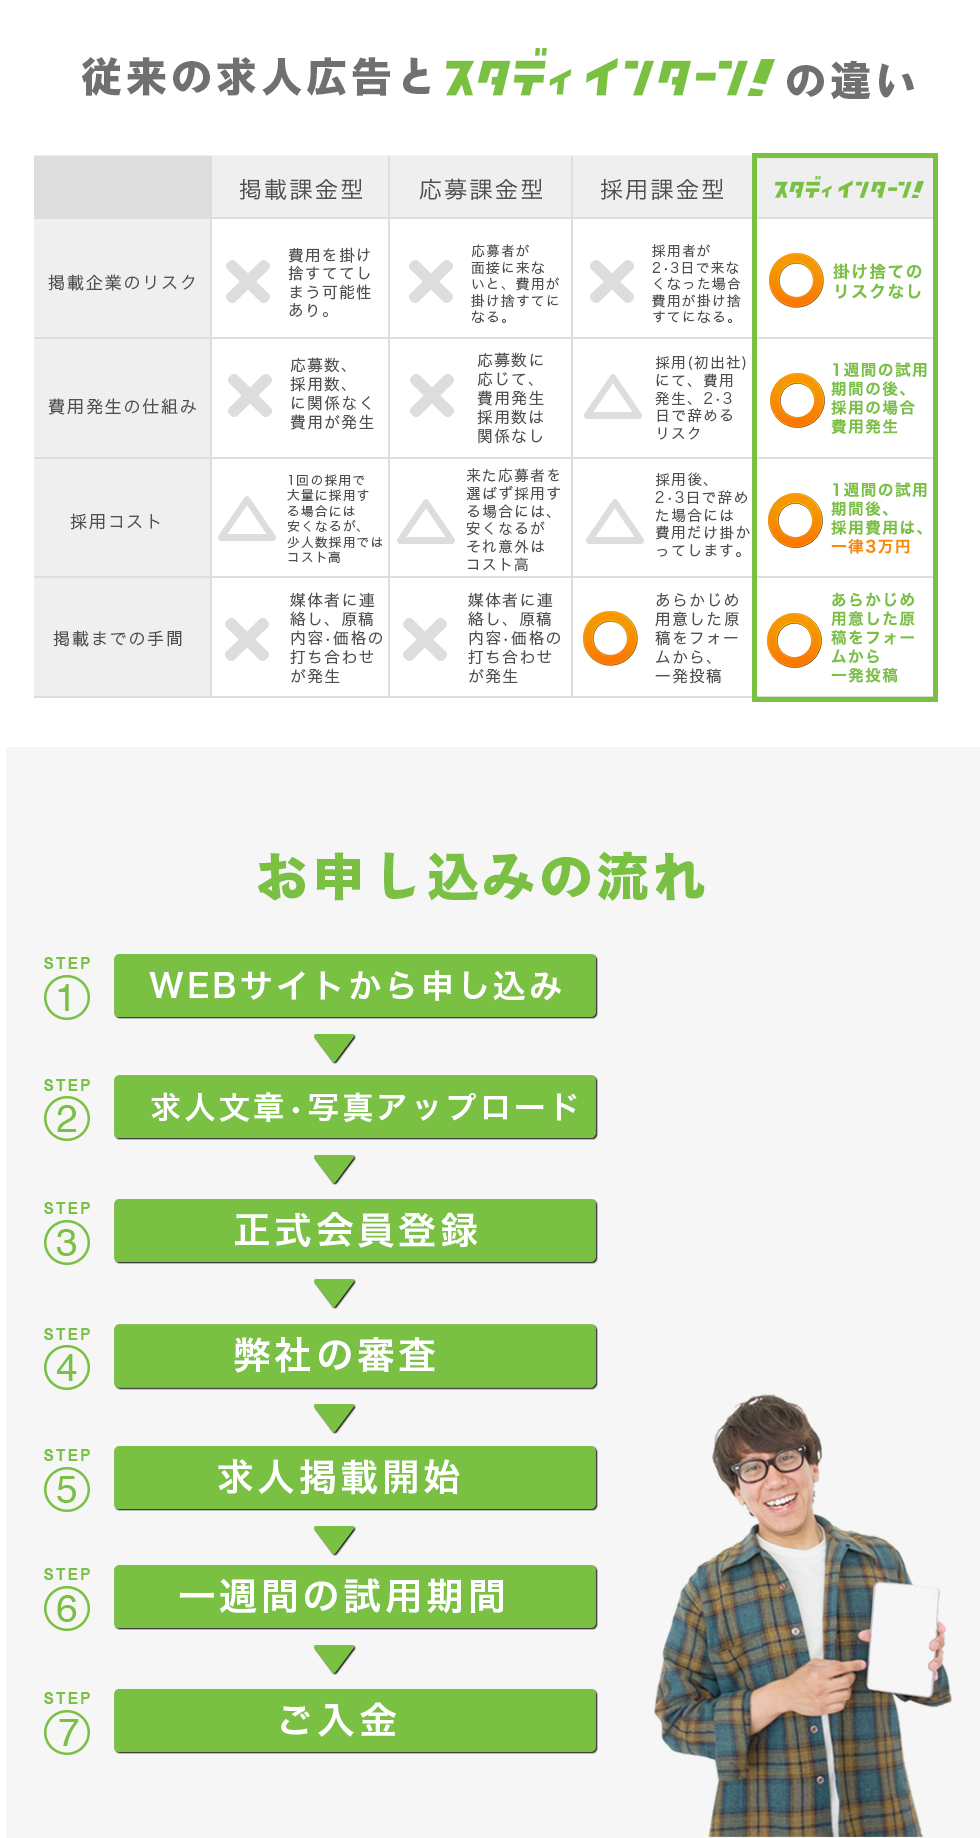 従来の求人広告とスタディインターン!の違い
掲載課金型
応募課金型
採用課金型
スタディインターン!
掲載企業のリスク
費用を掛け
捨すててし
まう可能性
あり。
応募者が
面接に来な
いと、費用が
掛け捨すてに
なる。
採用者が
2・3日で来な
くなった場合
費用が掛け捨
すてになる。
掛け捨ての
リスクなし
費用発生の仕組み
応募数、
採用数、
に関係なく
費用が発生
応募数に
応じて、
費用発生
採用数は
関係なし
採用(初出社)
にて、費用
発生、2・3
日で辞める
リスク
1週間の試用
期間の後、
採用の場合
費用発生
採用コスト
1回の採用で
大量に採用す
る場合には
安くなるが、
少人数採用では
コスト高
来た応募者を
選ばず採用す
る場合には、
安くなるが
それ意外は
コスト高
採用後、
2・3日で辞め
た場合には
費用だけ掛か
ってします。
1週間の試用
期間後、
採用費用は、
一律3万円
掲載までの手間
媒体者に連
絡し、原稿
内容・価格の
打ち合わせ
が発生
媒体者に連
絡し、原稿
内容・価格の
打ち合わせ
が発生
あらかじめ
用意した原
稿をフォー
ムから、
一発投稿
あらかじめ
用意した原
稿をフォー
ムから
一発投稿
お申し込みの流れ
STEP
①
WEBサイトから申し込み
STEP
②
求人文章・写真アップロード
STEP
③
正式会員登録
STEP
④
弊社の審査
STEP
⑤
求人掲載開始
STEP
⑥
一週間の試用期間
STEP
⑦
ご入金